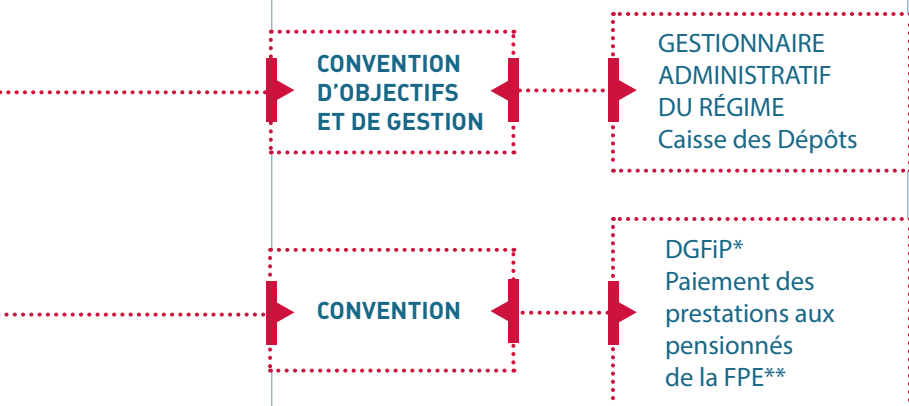 CONVENTION
D'OBJECTIFS
ET DE GESTION
GESTIONNAIRE
ADMINISTRATIF
DU RÉGIME
Caisse des Dépôts
CONVENTION
DGFiP*
Paiement des
prestations aux
pensionnés
de la FPE**